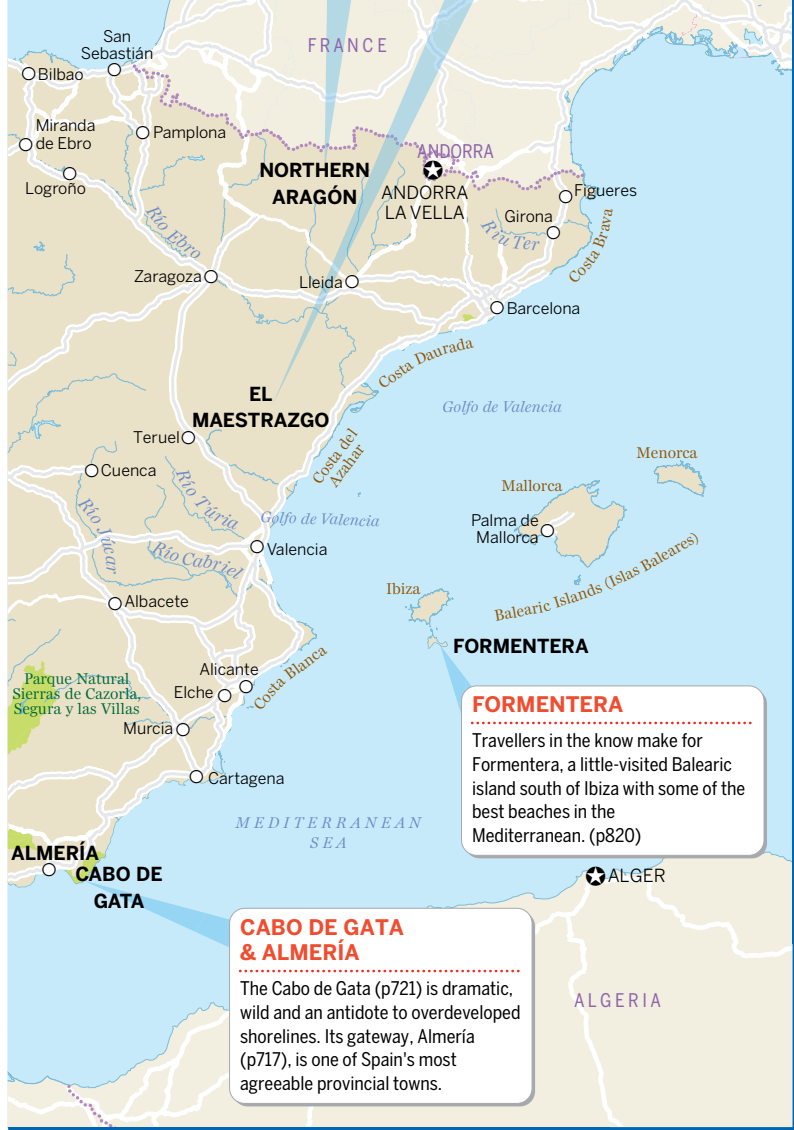 FRANCE
San
Sebastián
Bilbao
Miranda
de Ebro
Pamplona
Logroño
NORTHERN
ARAGÓN
ANDORRA
ANDORRA
LA VELLA
Figueres
Girona
Riu Ter
Costa Brava
Río Ebro
Zaragoza
Lleida
Barcelona
Costa Daurada
EL
MAESTRAZGO
Golfo de Valencia
Teruel
Costa del
Azahar
Cuenca
Menorca
Mallorca
Río Túria
Río Júcar
Golfo de Valencia
Palma de
Mallorca
Valencia
Río Cabriel
Balearic Islands (Islas Baleares)
Ibiza
Albacete
FORMENTERA
Costa Blanca
Alicante
Elche
Parque Natural
Sierras de Cazorla,
Segura y las Villas
Murcia
FORMENTERA
Travellers in the know make for
Formentera, a little-visited Balearic
island south of Ibiza with some of the
best beaches in the
Mediterranean. (p820)
Cartagena
MEDITERRANEAN
SEA
ALMERÍA
CABO DE
GATA
ALGER
CABO DE GATA
& ALMERÍA
The Cabo de Gata (p721) is dramatic,
wild and an antidote to overdeveloped
shorelines. Its gateway, Almería
(p717), is one of Spain's most
agreeable provincial towns.
ALGERIA